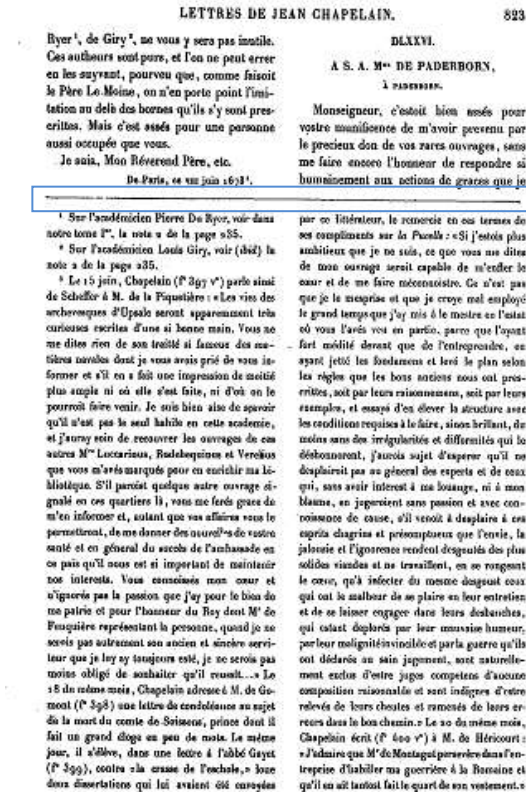 LETTRES DE JEAN CHAPELAIN.
823
Ryer¹, de Giry², ne vous y sera pas inutile.
Ces autheurs sont purs, et l'on ne peut errer
en les suyvant, pourveu que, comme faisoit
le Père Le Moine, on n'en porte point l'imi-
tation au delà des bornes qu'ils s'y sont pres-
crittes. Mais c'est assés pour une personne
aussi occupée que vous.
Je suis, Mon Révérend Père, etc.
De Paris, ce viii juin 1673³.
DLXXVI.
A S. A. Mgr DE PADERBORN,
À PADERBORN.
Monseigneur, c'estoit bien assés pour
vostre munificence de m'avoir prevenu par
le precieux don de vos rares ouvrages, sans
me faire encore l'honneur de respondre si
humainement aux actions de graces que je
¹ Sur l'académicien Pierre Du Ryer, voir dans
notre tome Iᵉʳ, la note 2 de la page 235.
² Sur l'académicien Louis Giry, voir (ibid) la
note 2 de la page 235.
³ Le 15 juin, Chapelain (f° 397 v°) parle ainsi
de Scheffer à M. de la Piquetière : «Les vies des
archevesques d'Upsale seront apparemment très
curieuses escrites d'une si bonne main. Vous ne
me dites rien de son traitté si fameux des ma-
tières navales dont je vous avois prié de vous in-
former et s'il en a fait une impression de moitié
plus ample ni où elle s'est faite, ni d'où on le
pourroit faire venir. Je suis bien aise de sçavoir
qu'il n'est pas le seul habile en cette academie,
et j'auray soin de recouvrer les ouvrages de ces
autres Mrs Loccenius, Rudebequius et Verelius
que vous m'avés marqués pour en enrichir ma bi-
bliothèque. S'il paroist quelque autre ouvrage si-
gnalé en ces quartiers là, vous me ferés grace de
m'en informer et, autant que vos affaires vous le
permettront, de me donner des nouvelles de vostre
santé et en géneral du succès de l'ambassade en
ce païs qu'il nous est si important de maintenir
nos interests. Vous connoissés mon cœur et
n'ignorés pas la passion que j'ay pour le bien de
ma patrie et pour l'honneur du Roy dont Mr de
Feuquière représentant la personne, quand je ne
serois pas autrement son ancien et sincère servi-
teur que je luy ay tousjours esté, je ne serois pas
moins obligé de souhaiter qu'il reussit...» Le
18 du même mois, Chapelain adresse à M. de Go-
mont (f° 398) une lettre de condoléance au sujet
de la mort du comte de Soissons, prince dont il
fait un grand éloge en peu de mots. Le même
jour, il s'élève, dans une lettre à l'abbé Gayet
(f° 399), contre «la crasse de l'eschole,» loue
deux dissertations qui lui avaient été envoyées
par ce littérateur, le remercie en ces termes de
ses compliments sur la Pucelle : «Si j'estois plus
ambitieux que je ne suis, ce que vous me dites
de mon ouvrage seroit capable de m'enfler le
cœur et de me faire méconnoistre. Ce n'est pas
que je le mesprise et que je croye mal employé
le grand temps que j'ay mis à le mettre en l'estat
où vous l'avés veu en partie, parce que l'ayant
fort médité devant que de l'entreprendre, en
ayant jetté les fondemens et levé le plan selon
les règles que les bons anciens nous ont pres-
crittes, soit par leurs raisonnemens, soit par leurs
exemples, et essayé d'en élever la structure avec
les conditions requises à le faire, sinon brillant, du
moins sans des irrégularités et difformités qui le
déshonnorent, j'aurois sujet d'esperer qu'il ne
desplairoit pas au géneral des experts et de ceux
qui, sans avoir interest à ma louange, ni à mon
blasme, en jugeroient sans passion et avec con-
noissance de cause, s'il venoit à desplaire à ces
esprits chagrins et présomptueux que l'envie, la
jalousie et l'ignorence rendent desgoutés des plus
solides viandes et ne travaillent, en se rongeant
le cœur, qu'à infecter du mesme desgoust ceux
qui ont le malheur de se plaire en leur entretien
et de se laisser engager dans leurs desbauches,
qui estant deplorés par leur mauvaise humeur,
par leur malignité invincible et par la guerre qu'ils
ont déclarée au sain jugement, sont naturelle-
ment exclus d'estre juges competens d'aucune
composition raisonnable et sont indignes d'estre
relevés de leurs cheutes et ramenés de leurs er-
reurs dans le bon chemin.» Le 20 du même mois,
Chapelain écrit (f° 400 v°) à M. de Héricourt :
«J'admire que Mr de Montagut persevère dans l'en-
treprise d'habiller ma guerrière à la Romaine et
qu'il en ait tantost fait le quart de son vestement.»